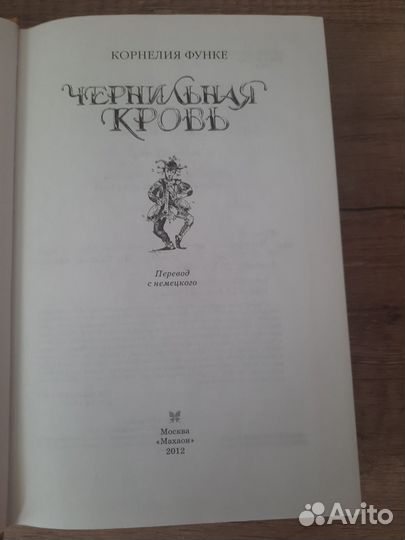 КОРНЕЛИЯ ФУНКЕ
ЧЕРНИЛЬНАЯ
КРОВЬ
Перевод
с немецкого
Москва
«Махаон»
2012
Avito